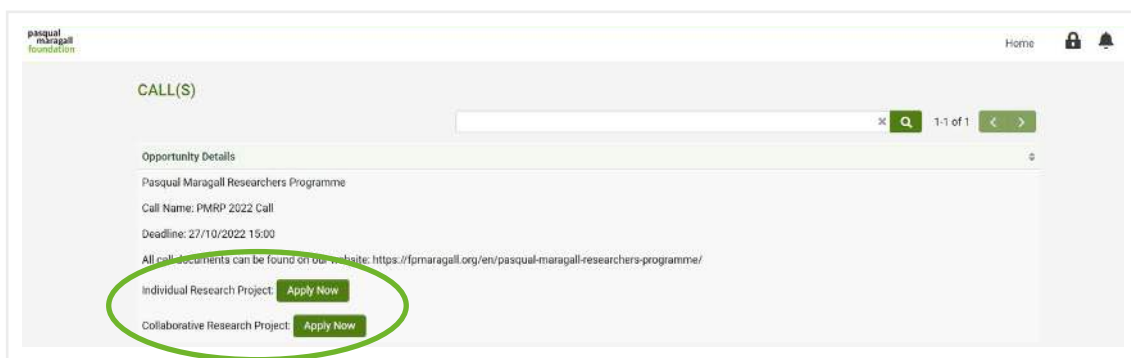 pasqual
maragall
foundation
Home
CALL(S)
1-1 of 1
Opportunity Details
Pasqual Maragall Researchers Programme
Call Name: PMRP 2022 Call
Deadline: 27/10/2022 15:00
All call documents can be found on our website: https://fpmaragall.org/en/pasqual-maragall-researchers-programme/
Individual Research Project: Apply Now
Collaborative Research Project: Apply Now